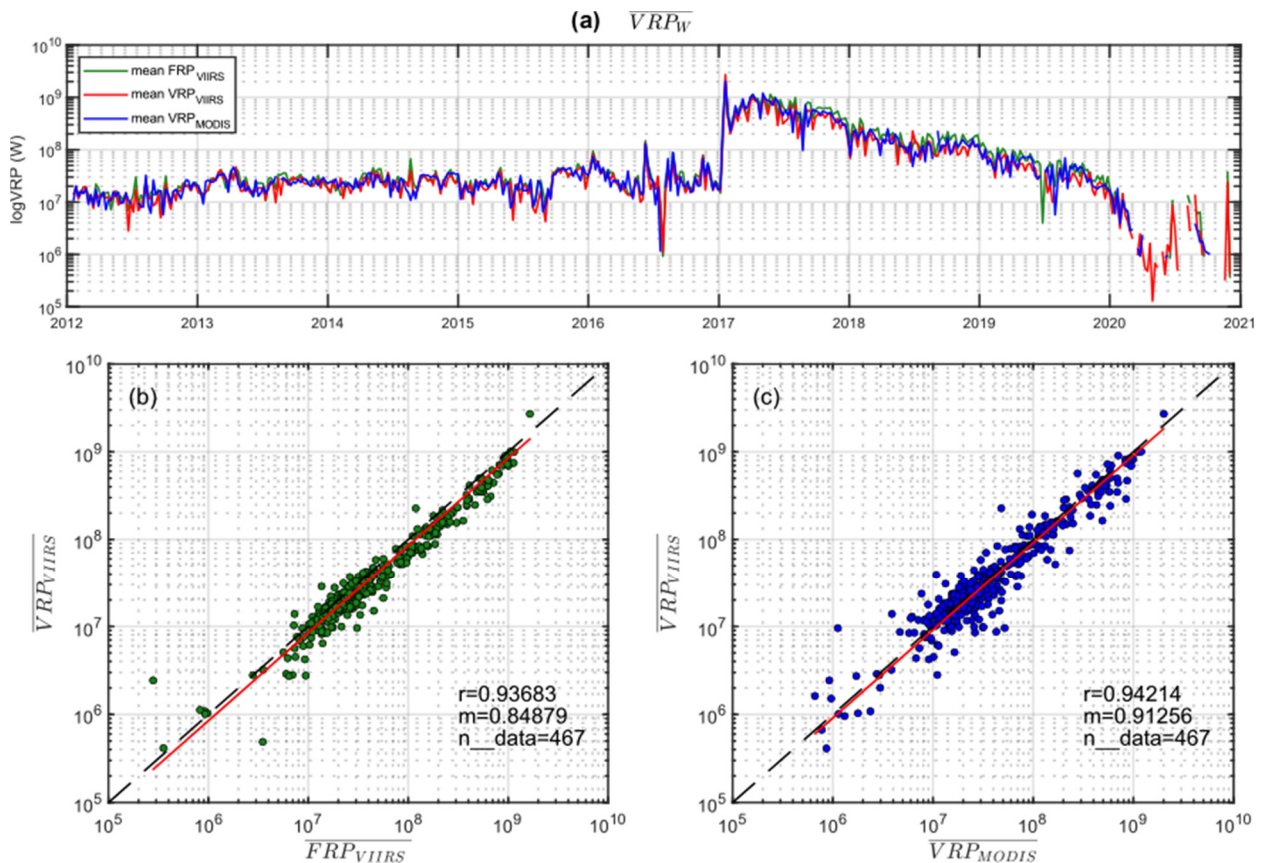 (a) VRP_W
10^10
10^9
10^8
10^7
10^6
10^5
logVRP (W)
mean FRP_VIIRS
mean VRP_VIIRS
mean VRP_MODIS
2012 2013 2014 2015 2016 2017 2018 2019 2020 2021
(b)
10^10
10^9
10^8
10^7
10^6
10^5
VRP_VIIRS
r=0.93683
m=0.84879
n__data=467
10^5 10^6 10^7 10^8 10^9 10^10
FRP_VIIRS
(c)
10^10
10^9
10^8
10^7
10^6
10^5
VRP_VIIRS
r=0.94214
m=0.91256
n__data=467
10^5 10^6 10^7 10^8 10^9 10^10
VRP_MODIS